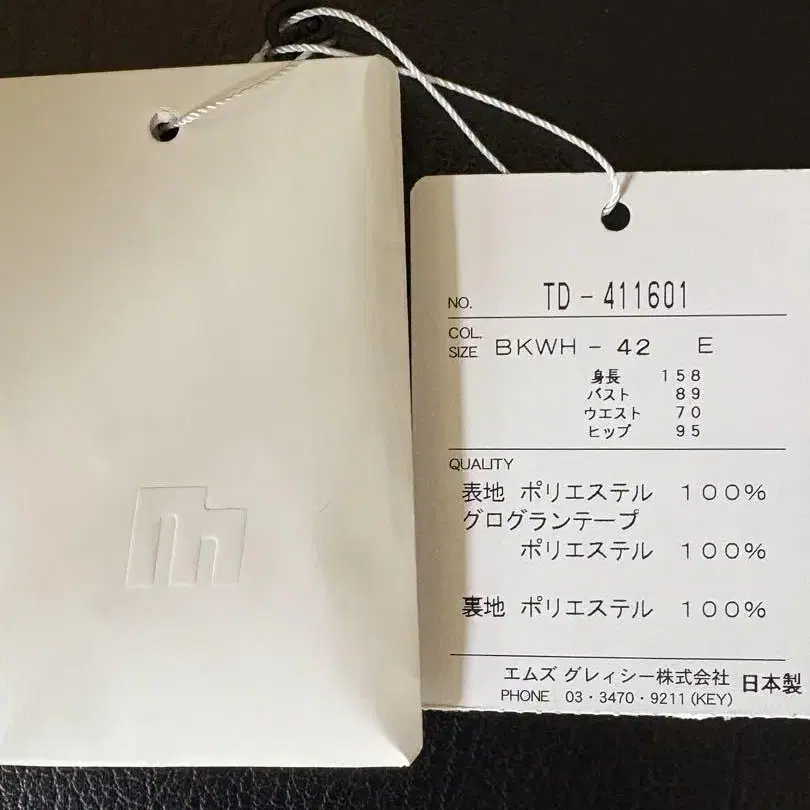 m
NO. TD-411601
COL.
SIZE BKWH-42 E
身長 158
バスト 89
ウエスト 70
ヒップ 95
QUALITY
表地 ポリエステル 100%
グログランテープ
ポリエステル 100%
裏地 ポリエステル 100%
エムズ グレィシー株式会社 日本製
PHONE 03・3470・9211(KEY)